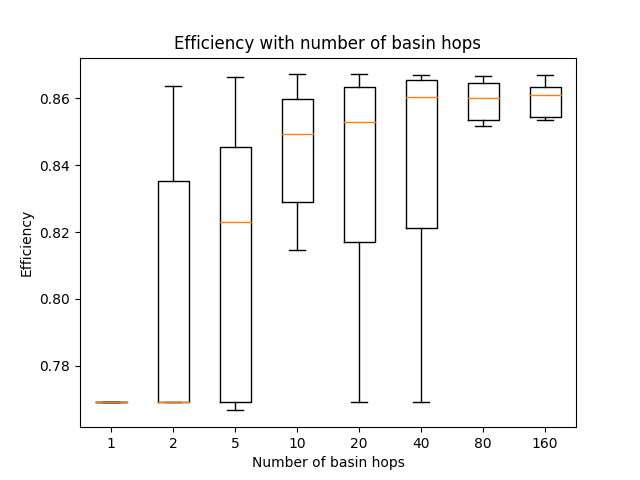 Efficiency with number of basin hops
Efficiency
0.86
0.84
0.82
0.80
0.78
1 2 5 10 20 40 80 160
Number of basin hops